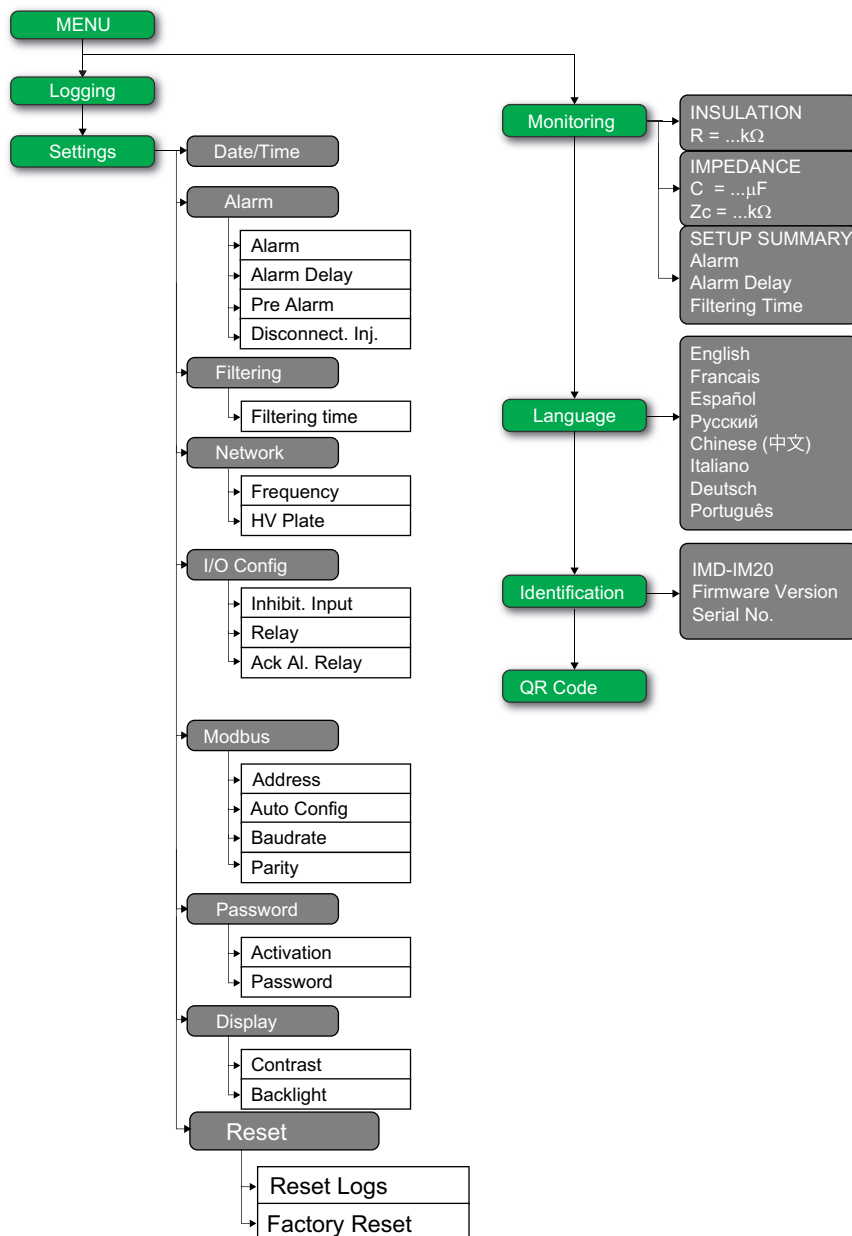 MENU
Logging
Settings
Date/Time
Alarm
Alarm
Alarm Delay
Pre Alarm
Disconnect. Inj.
Filtering
Filtering time
Network
Frequency
HV Plate
I/O Config
Inhibit. Input
Relay
Ack Al. Relay
Modbus
Address
Auto Config
Baudrate
Parity
Password
Activation
Password
Display
Contrast
Backlight
Reset
Reset Logs
Factory Reset
Monitoring
INSULATION
R = ...kΩ
IMPEDANCE
C = ...µF
Zc = ...kΩ
SETUP SUMMARY
Alarm
Alarm Delay
Filtering Time
Language
English
Francais
Español
Русский
Chinese (中文)
Italiano
Deutsch
Português
Identification
IMD-IM20
Firmware Version
Serial No.
QR Code